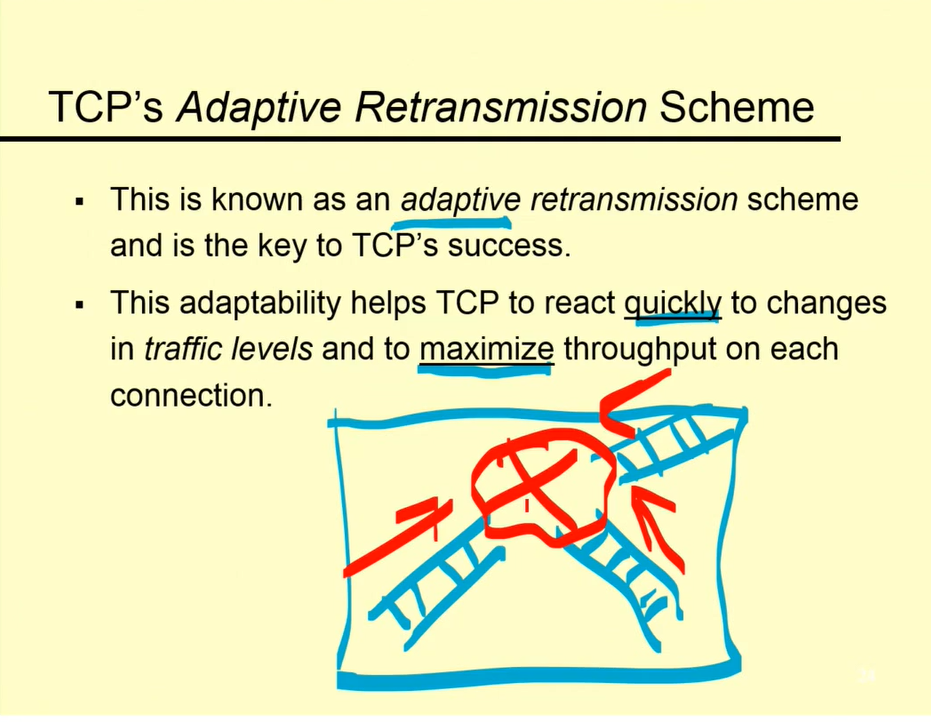 TCP's Adaptive Retransmission Scheme
▪ This is known as an adaptive retransmission scheme
and is the key to TCP's success.
▪ This adaptability helps TCP to react quickly to changes
in traffic levels and to maximize throughput on each
connection.